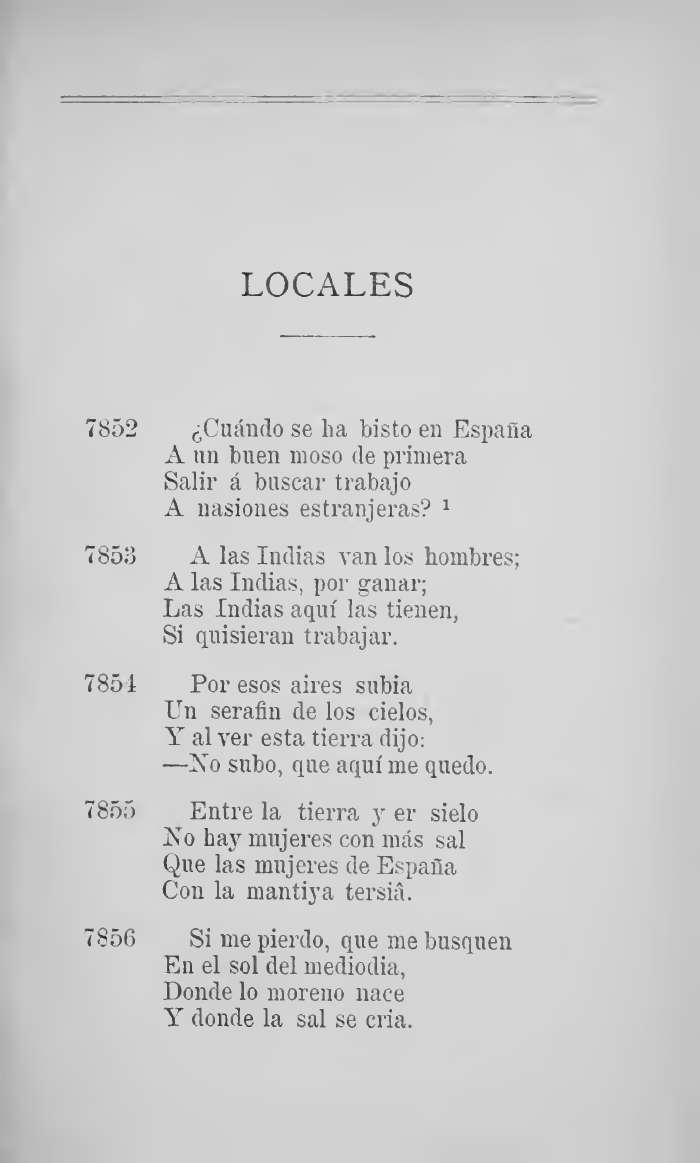 LOCALES
7852 ¿Cuándo se ha bisto en España
A un buen moso de primera
Salir á buscar trabajo
A nasiones estranjeras? ¹
7853 A las Indias van los hombres;
A las Indias, por ganar;
Las Indias aquí las tienen,
Si quisieran trabajar.
7854 Por esos aires subia
Un serafin de los cielos,
Y al ver esta tierra dijo:
—No subo, que aquí me quedo.
7855 Entre la tierra y er sielo
No hay mujeres con más sal
Que las mujeres de España
Con la mantiya tersiâ.
7856 Si me pierdo, que me busquen
En el sol del mediodia,
Donde lo moreno nace
Y donde la sal se cria.